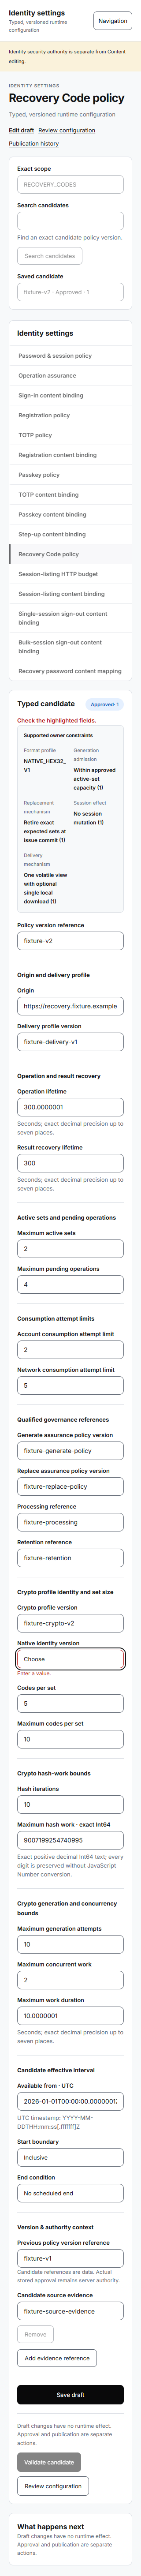 Identity settings
Typed, versioned runtime
configuration
Navigation
Identity security authority is separate from Content
editing.
IDENTITY SETTINGS
Recovery Code policy
Typed, versioned runtime configuration
Edit draft Review configuration
Publication history
Exact scope
RECOVERY_CODES
Search candidates
Find an exact candidate policy version.
Search candidates
Saved candidate
fixture-v2 · Approved · 1
Identity settings
Password & session policy
Operation assurance
Sign-in content binding
Registration policy
TOTP policy
Registration content binding
Passkey policy
TOTP content binding
Passkey content binding
Step-up content binding
Recovery Code policy
Session-listing HTTP budget
Session-listing content binding
Single-session sign-out content
binding
Bulk-session sign-out content
binding
Recovery password content mapping
Typed candidate
Approved· 1
Check the highlighted fields.
Supported owner constraints
Format profile
NATIVE_HEX32_
V1
Generation
admission
Within approved
active-set
capacity (1)
Replacement
mechanism
Retire exact
expected sets at
issue commit (1)
Session effect
No session
mutation (1)
Delivery
mechanism
One volatile view
with optional
single local
download (1)
Policy version reference
fixture-v2
Origin and delivery profile
Origin
https://recovery.fixture.example
Delivery profile version
fixture-delivery-v1
Operation and result recovery
Operation lifetime
300.0000001
Seconds; exact decimal precision up to
seven places.
Result recovery lifetime
300
Seconds; exact decimal precision up to
seven places.
Active sets and pending operations
Maximum active sets
2
Maximum pending operations
4
Consumption attempt limits
Account consumption attempt limit
2
Network consumption attempt limit
5
Qualified governance references
Generate assurance policy version
fixture-generate-policy
Replace assurance policy version
fixture-replace-policy
Processing reference
fixture-processing
Retention reference
fixture-retention
Crypto profile identity and set size
Crypto profile version
fixture-crypto-v2
Native Identity version
Choose
Enter a value.
Codes per set
5
Maximum codes per set
10
Crypto hash-work bounds
Hash iterations
10
Maximum hash work · exact Int64
9007199254740995
Exact positive decimal Int64 text; every
digit is preserved without JavaScript
Number conversion.
Crypto generation and concurrency
bounds
Maximum generation attempts
10
Maximum concurrent work
2
Maximum work duration
10.0000001
Seconds; exact decimal precision up to
seven places.
Candidate effective interval
Available from · UTC
2026-01-01T00:00:00.0000001Z
UTC timestamp: YYYY-MM-
DDTHH:mm:ss[.fffffff]Z
Start boundary
Inclusive
End condition
No scheduled end
Version & authority context
Previous policy version reference
fixture-v1
Candidate references are data. Actual
stored approval remains server authority.
Candidate source evidence
fixture-source-evidence
Remove
Add evidence reference
Save draft
Draft changes have no runtime effect.
Approval and publication are separate
actions.
Validate candidate
Review configuration
What happens next
Draft changes have no runtime effect.
Approval and publication are separate
actions.